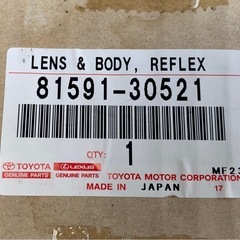 LENS & BODY, REFLEX
81591-30521
QTY:
1
MF23
TOYOTA LEXUS
GENUINE PARTS GENUINE PARTS TOYOTA MOTOR CORPORATION
MADE IN JAPAN 17